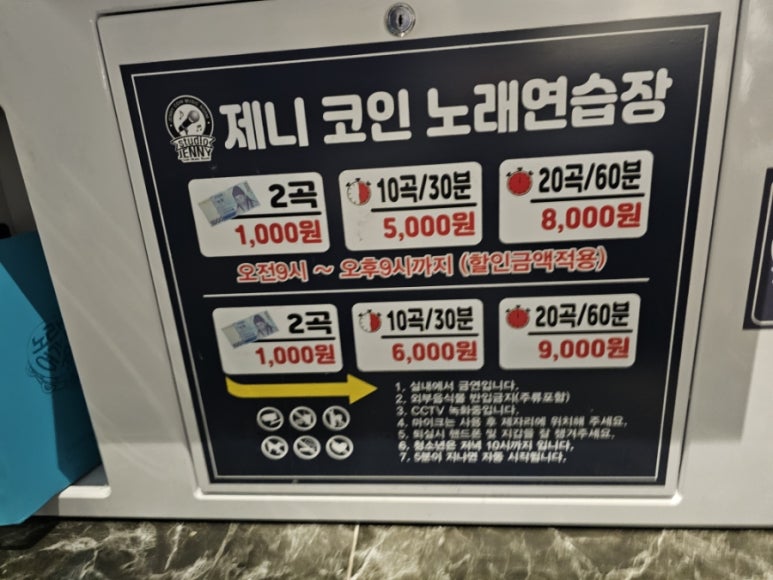 제니 코인 노래연습장
STUDIO
JENNY
2곡
1,000원
10곡/30분
5,000원
20곡/60분
8,000원
오전9시 ~ 오후9시까지 (할인금액적용)
2곡
1,000원
10곡/30분
6,000원
20곡/60분
9,000원
1. 실내에서 금연입니다.
2. 외부음식물 반입금지(주류포함)
3. CCTV 녹화중입니다.
4. 마이크는 사용 후 제자리에 위치해 주세요.
5. 퇴실시 핸드폰 및 지갑을 잘 챙겨주세요.
6. 청소년은 저녁 10시까지 입니다.
7. 5분이 지나면 자동 시작됩니다.